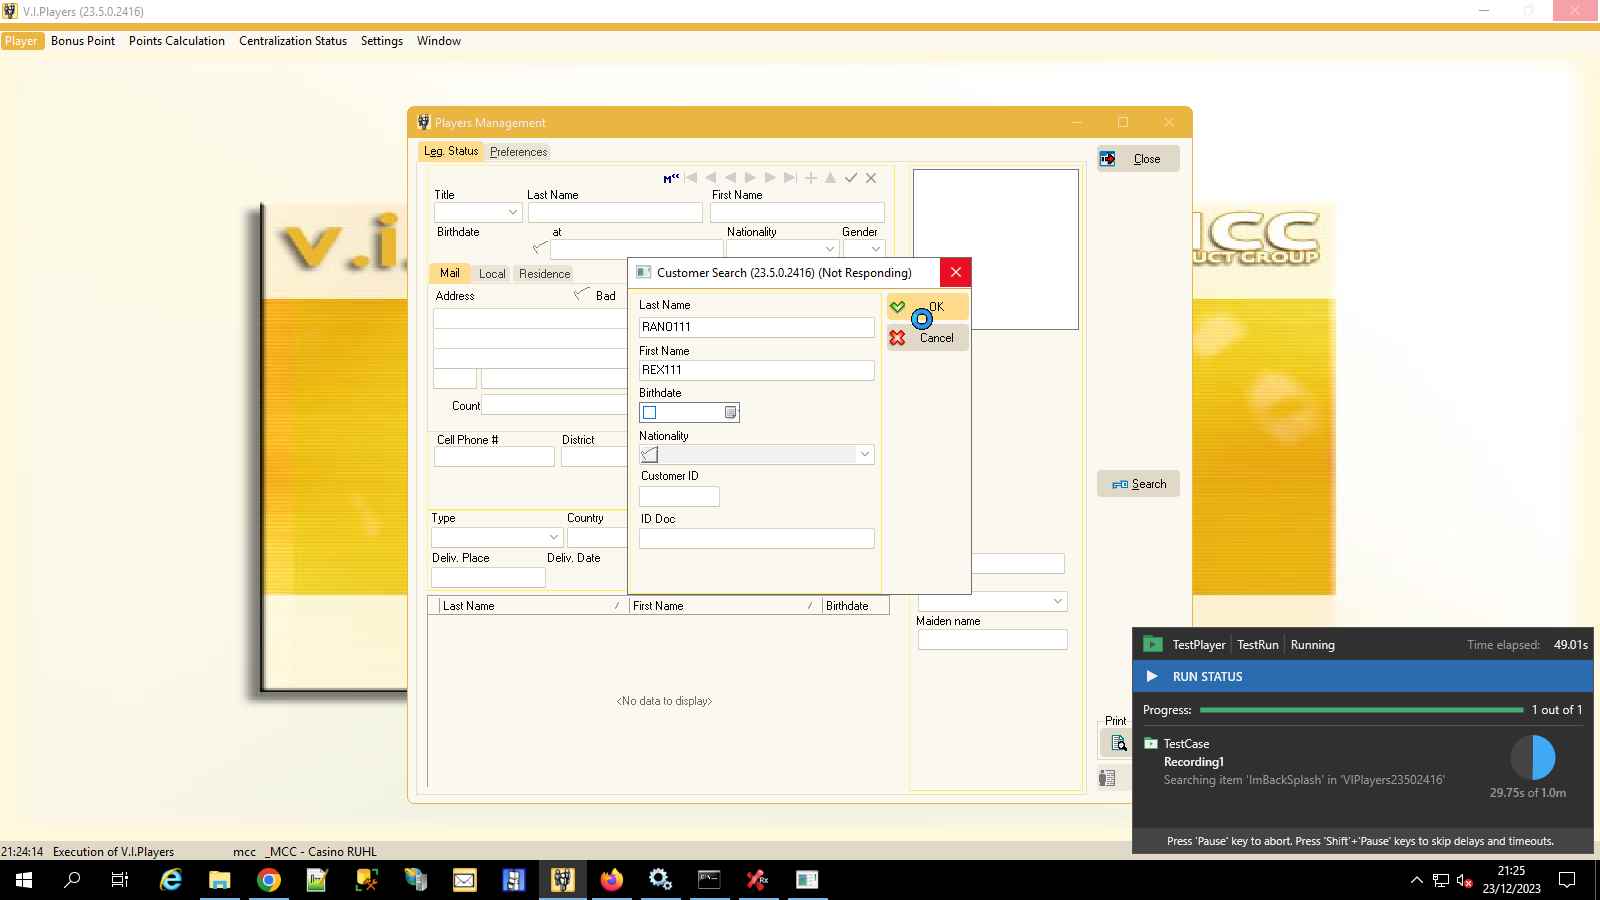 V.I.Players (23.5.0.2416)
Player Bonus Point Points Calculation Centralization Status Settings Window
Players Management
Leg. Status Preferences
Close
Title Last Name First Name
Birthdate at Nationality Gender
Mail Local Residence
Address Bad
Count
Cell Phone # District
Type Country
Deliv. Place Deliv. Date
Last Name First Name Birthdate
<No data to display>
Customer Search (23.5.0.2416) (Not Responding)
Last Name
RANO111
First Name
REX111
Birthdate
Nationality
Customer ID
ID Doc
OK
Cancel
Search
Maiden name
Print
v.i.
MCC
UCT GROUP
TestPlayer TestRun Running Time elapsed: 49.01s
RUN STATUS
Progress: 1 out of 1
TestCase
Recording1
Searching item 'ImBackSplash' in 'VIPlayers23502416'
29.75s of 1.0m
Press 'Pause' key to abort. Press 'Shift'+'Pause' keys to skip delays and timeouts.
21:24:14 Execution of V.I.Players mcc _MCC - Casino RUHL
21:25
23/12/2023